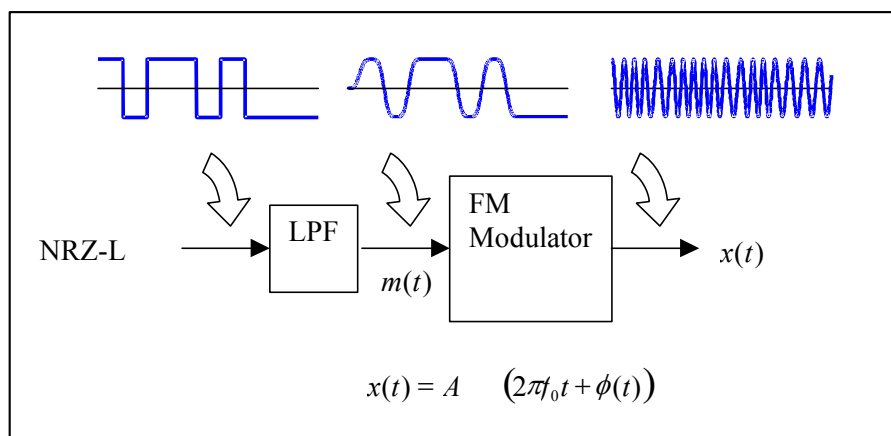 NRZ-L
LPF
m(t)
FM
Modulator
x(t)
x(t) = A (2πf₀t + ϕ(t))